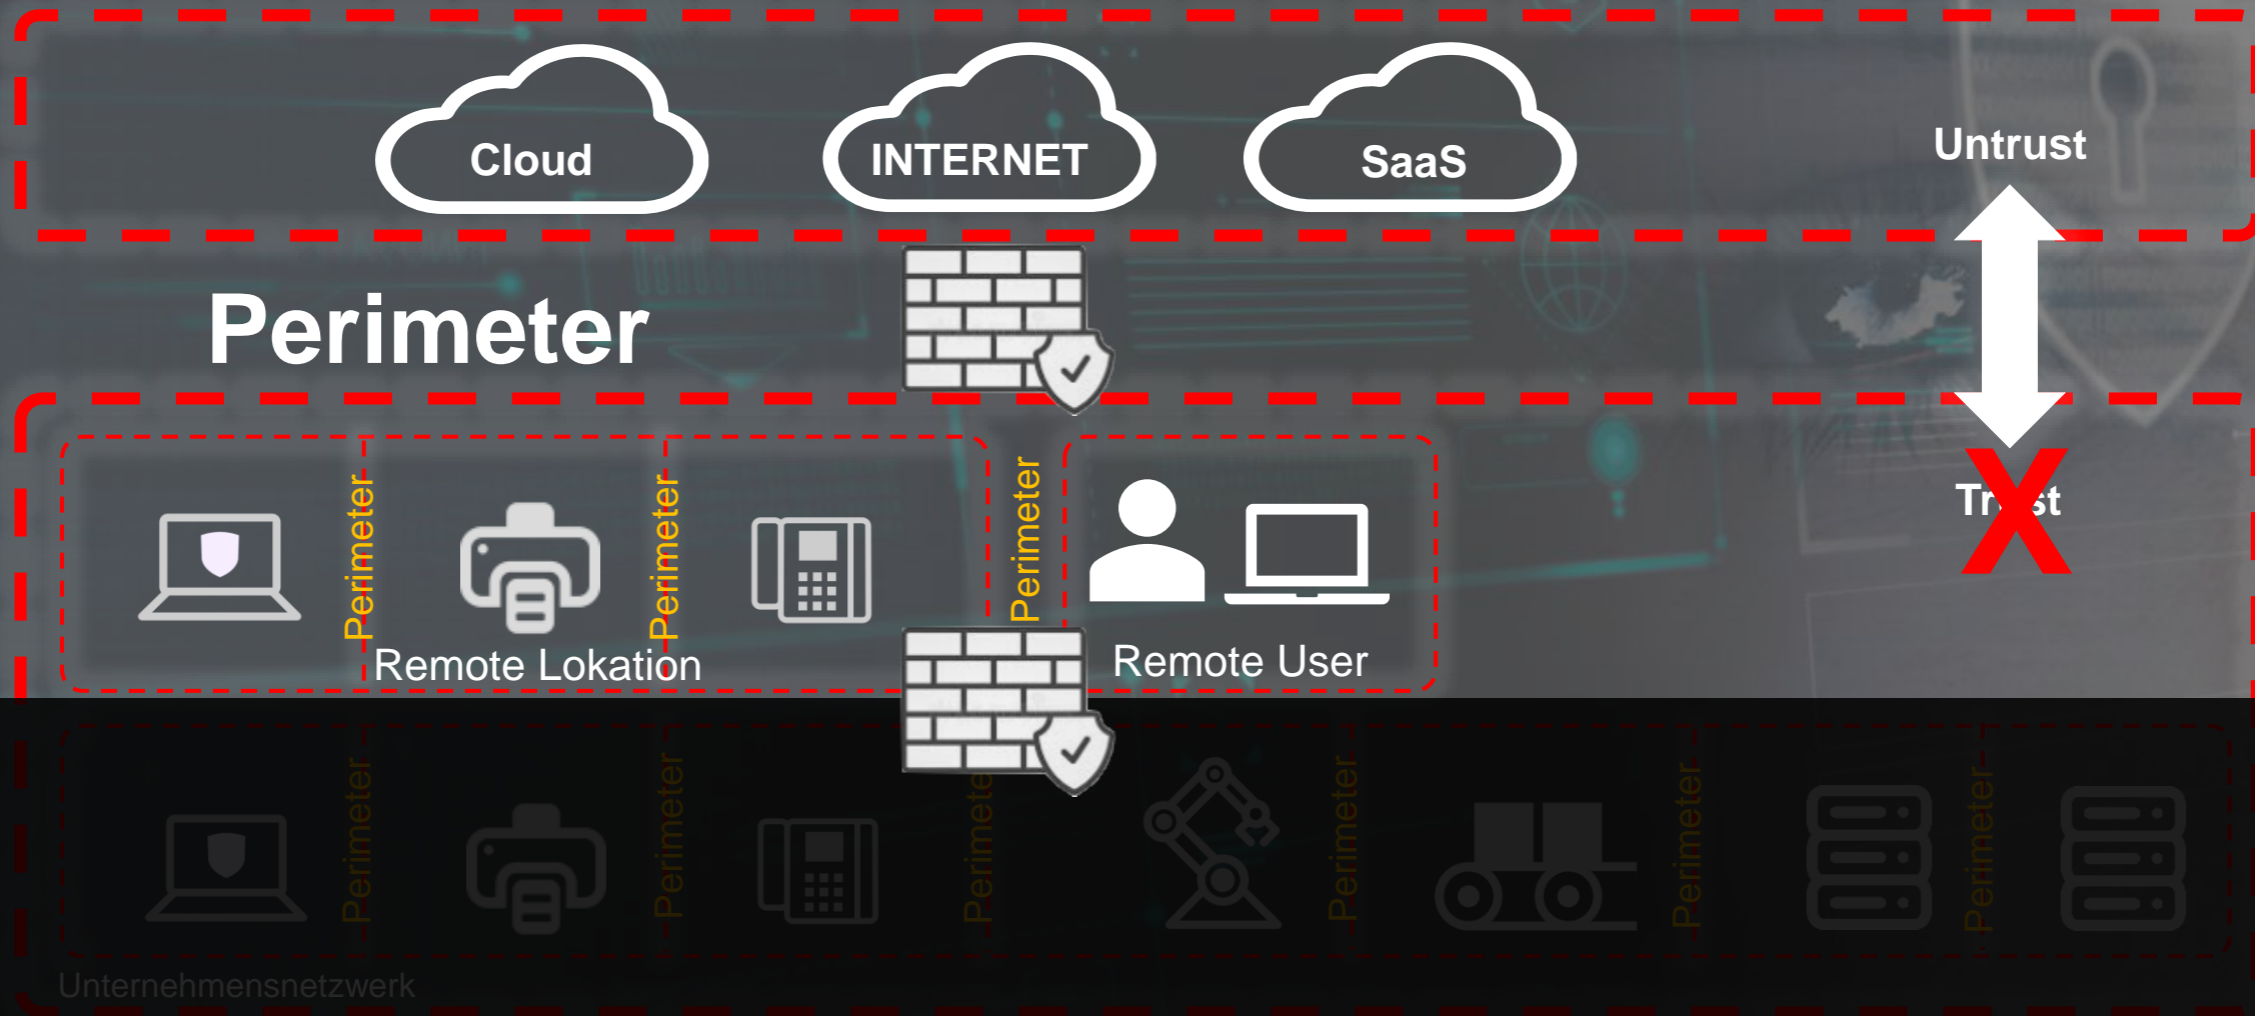 Cloud
INTERNET
SaaS
Untrust
Perimeter
Perimeter
Perimeter
Perimeter
Trust
X
Remote Lokation
Remote User
Perimeter
Perimeter
Perimeter
Perimeter
Perimeter
Perimeter
Unternehmensnetzwerk